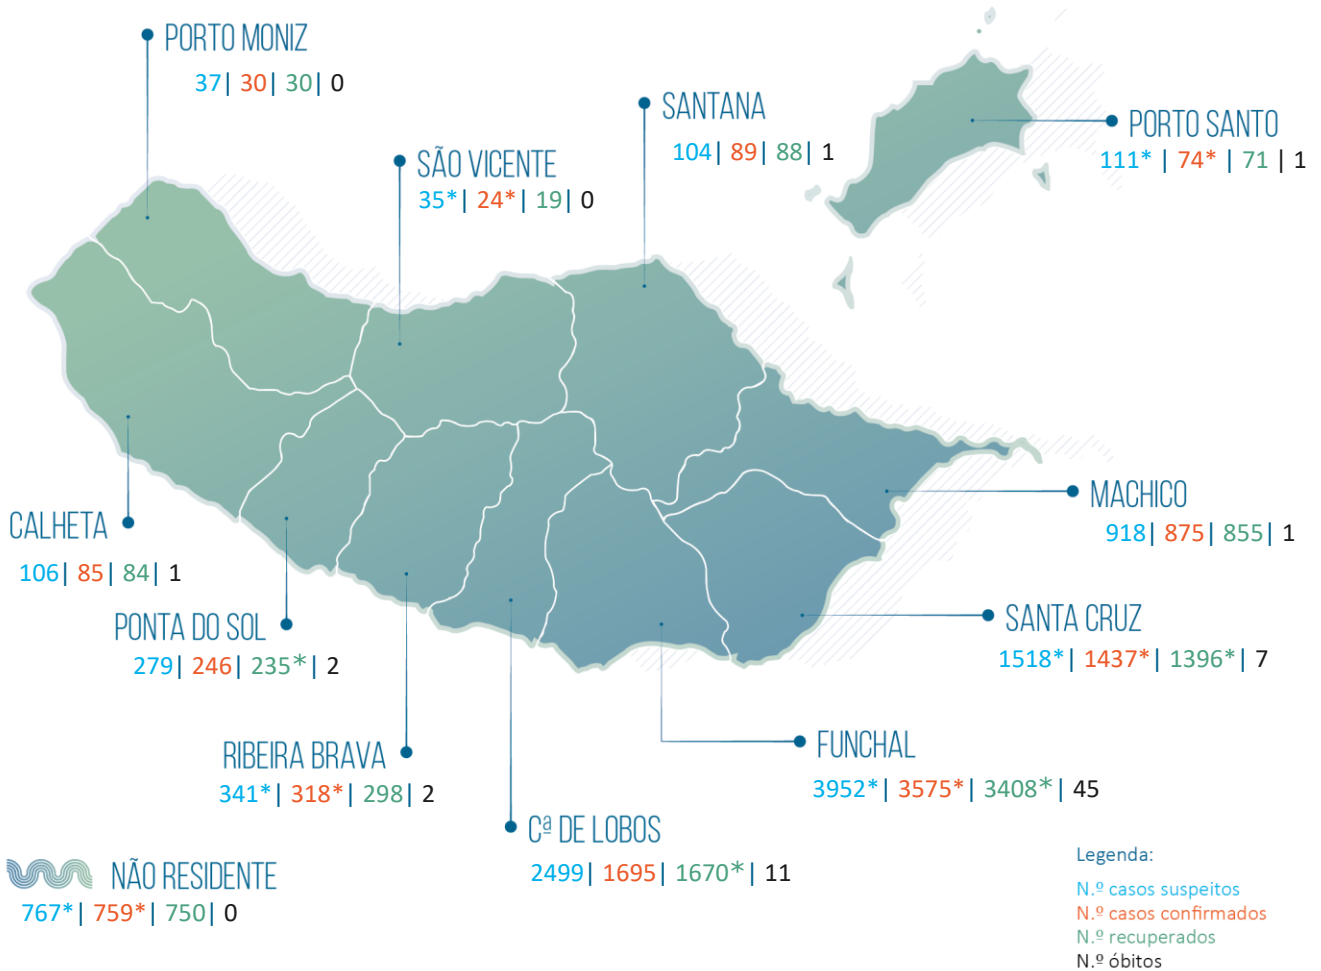 PORTO MONIZ
37| 30| 30| 0
SANTANA
104| 89| 88| 1
PORTO SANTO
111* | 74* | 71 | 1
SÃO VICENTE
35*| 24*| 19| 0
MACHICO
918| 875| 855| 1
CALHETA
106| 85| 84| 1
PONTA DO SOL
279| 246| 235*| 2
SANTA CRUZ
1518*| 1437*| 1396*| 7
RIBEIRA BRAVA
341*| 318*| 298| 2
FUNCHAL
3952*| 3575*| 3408*| 45
Cª DE LOBOS
2499| 1695| 1670*| 11
NÃO RESIDENTE
767*| 759*| 750| 0
Legenda:
N.º casos suspeitos
N.º casos confirmados
N.º recuperados
N.º óbitos